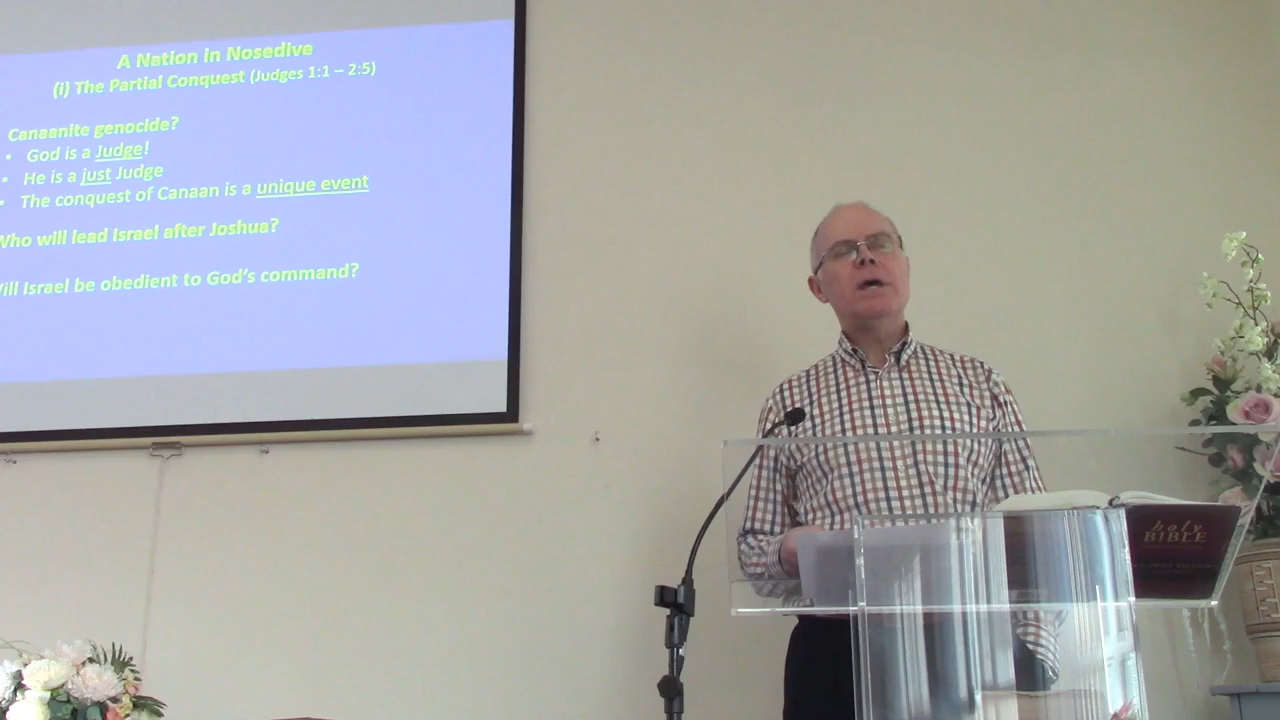 A Nation in Nosedive
(i) The Partial Conquest (Judges 1:1 – 2:5)
Canaanite genocide?
• God is a Judge!
• He is a just Judge
• The conquest of Canaan is a unique event
Who will lead Israel after Joshua?
Will Israel be obedient to God's command?
holy
BIBLE